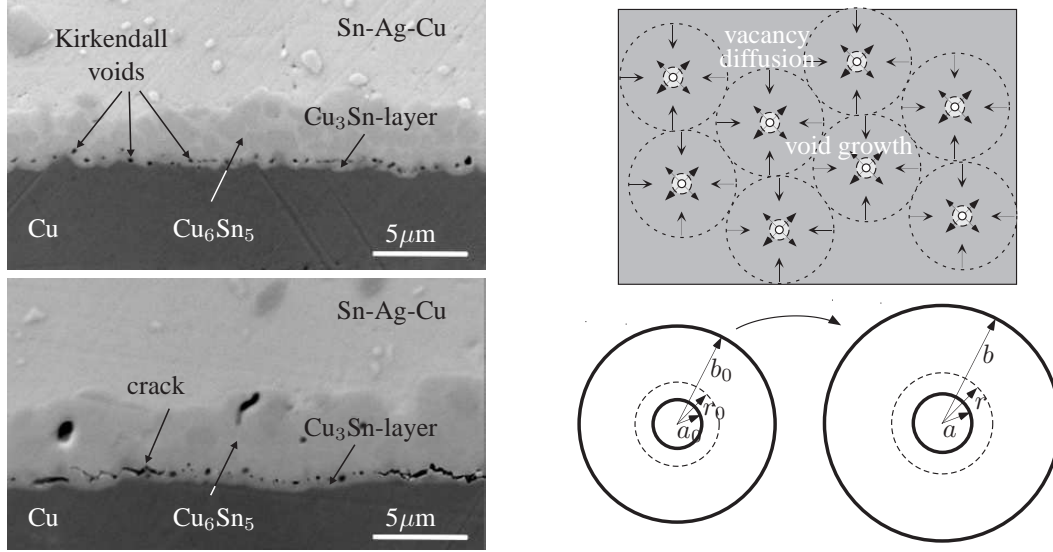 Kirkendall
voids
Sn-Ag-Cu
Cu₃Sn-layer
Cu
Cu₆Sn₅
5μm
Sn-Ag-Cu
crack
Cu₃Sn-layer
Cu
Cu₆Sn₅
5μm
vacancy
diffusion
void growth
b₀
r₀
a₀
b
r
a